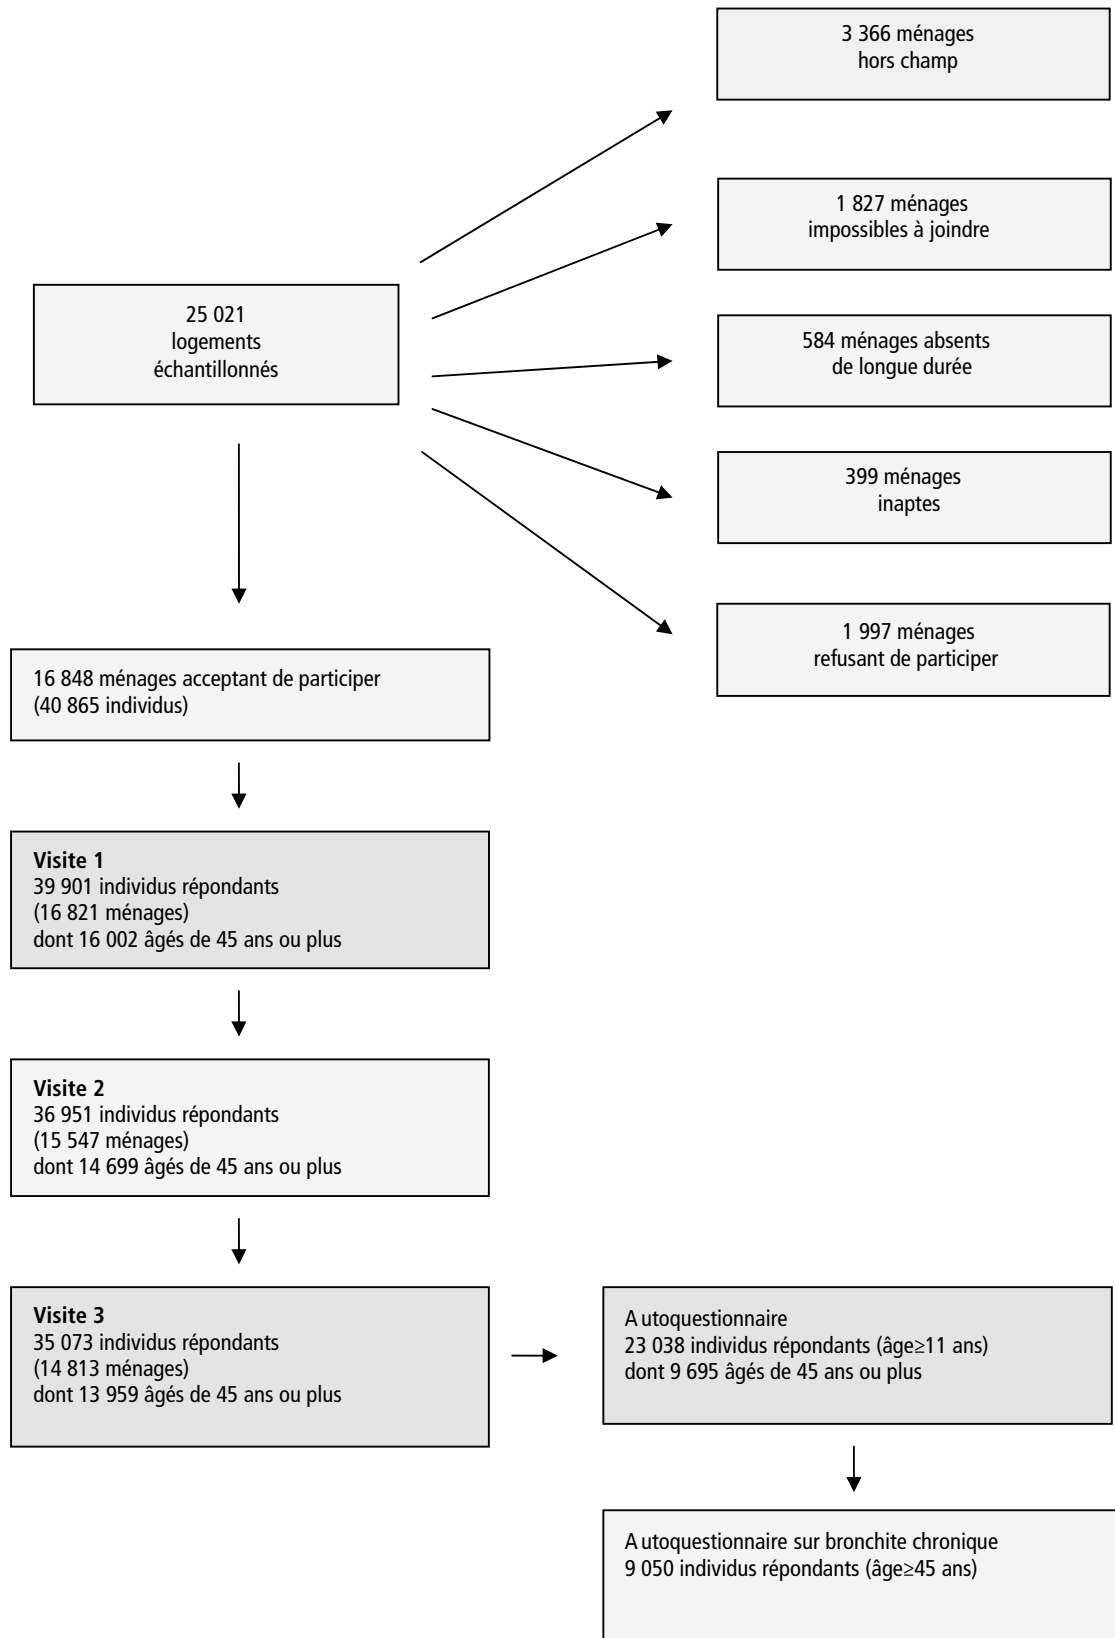 3 366 ménages
hors champ
1 827 ménages
impossibles à joindre
25 021
logements
échantillonnés
584 ménages absents
de longue durée
399 ménages
inaptes
1 997 ménages
refusant de participer
16 848 ménages acceptant de participer
(40 865 individus)
Visite 1
39 901 individus répondants
(16 821 ménages)
dont 16 002 âgés de 45 ans ou plus
Visite 2
36 951 individus répondants
(15 547 ménages)
dont 14 699 âgés de 45 ans ou plus
Visite 3
35 073 individus répondants
(14 813 ménages)
dont 13 959 âgés de 45 ans ou plus
Autoquestionnaire
23 038 individus répondants (âge≥11 ans)
dont 9 695 âgés de 45 ans ou plus
Autoquestionnaire sur bronchite chronique
9 050 individus répondants (âge≥45 ans)